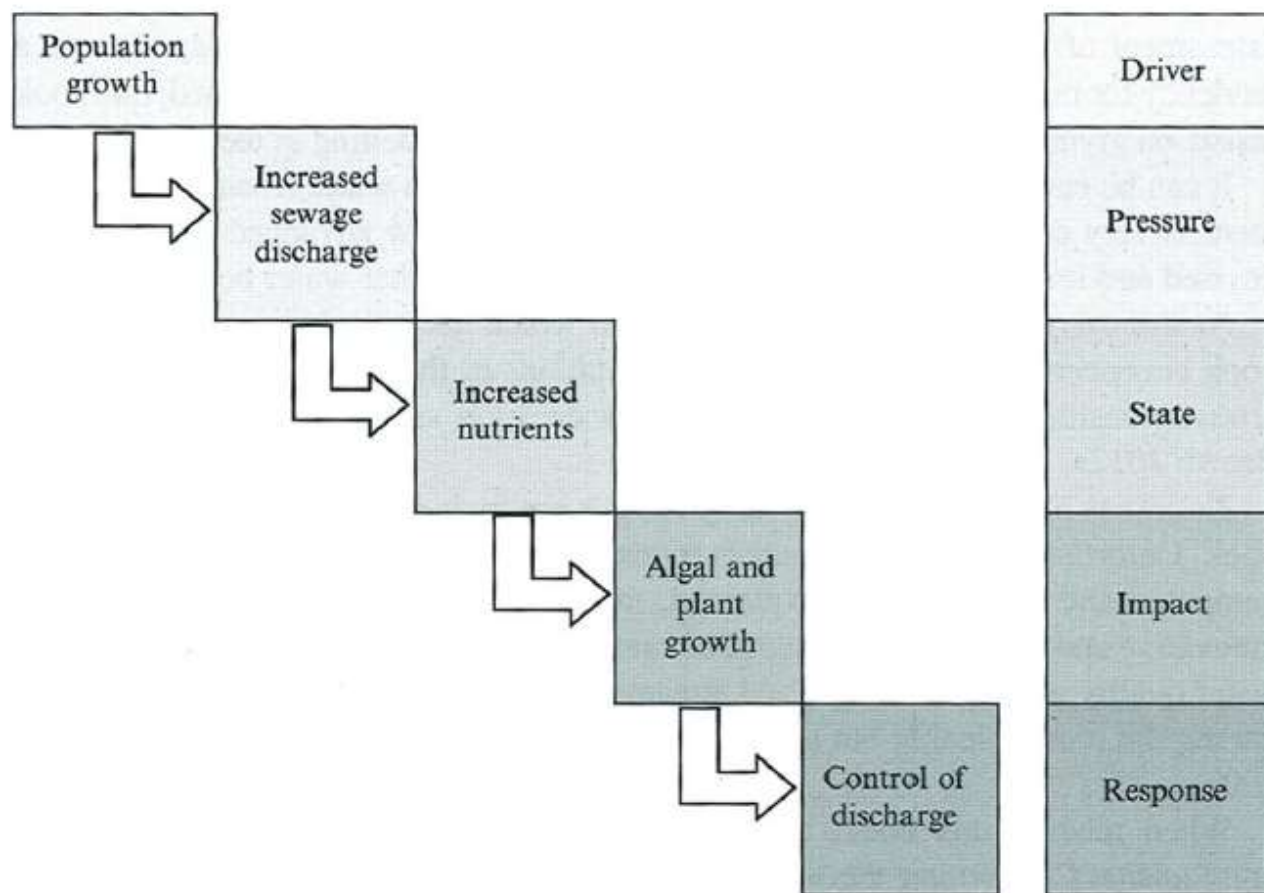 Population
growth
Driver
Increased
sewage
discharge
Pressure
Increased
nutrients
State
Algal and
plant
growth
Impact
Control of
discharge
Response